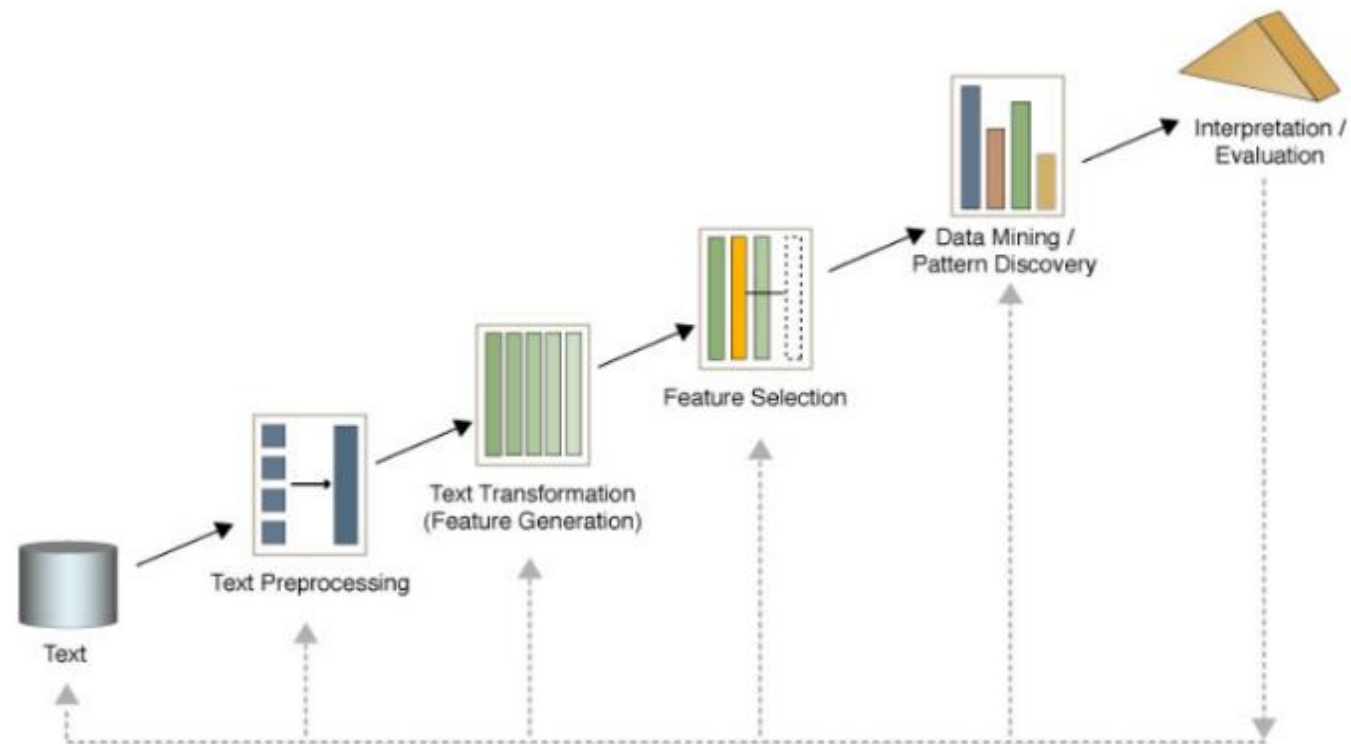 Text
Text Preprocessing
Text Transformation
(Feature Generation)
Feature Selection
Data Mining /
Pattern Discovery
Interpretation /
Evaluation